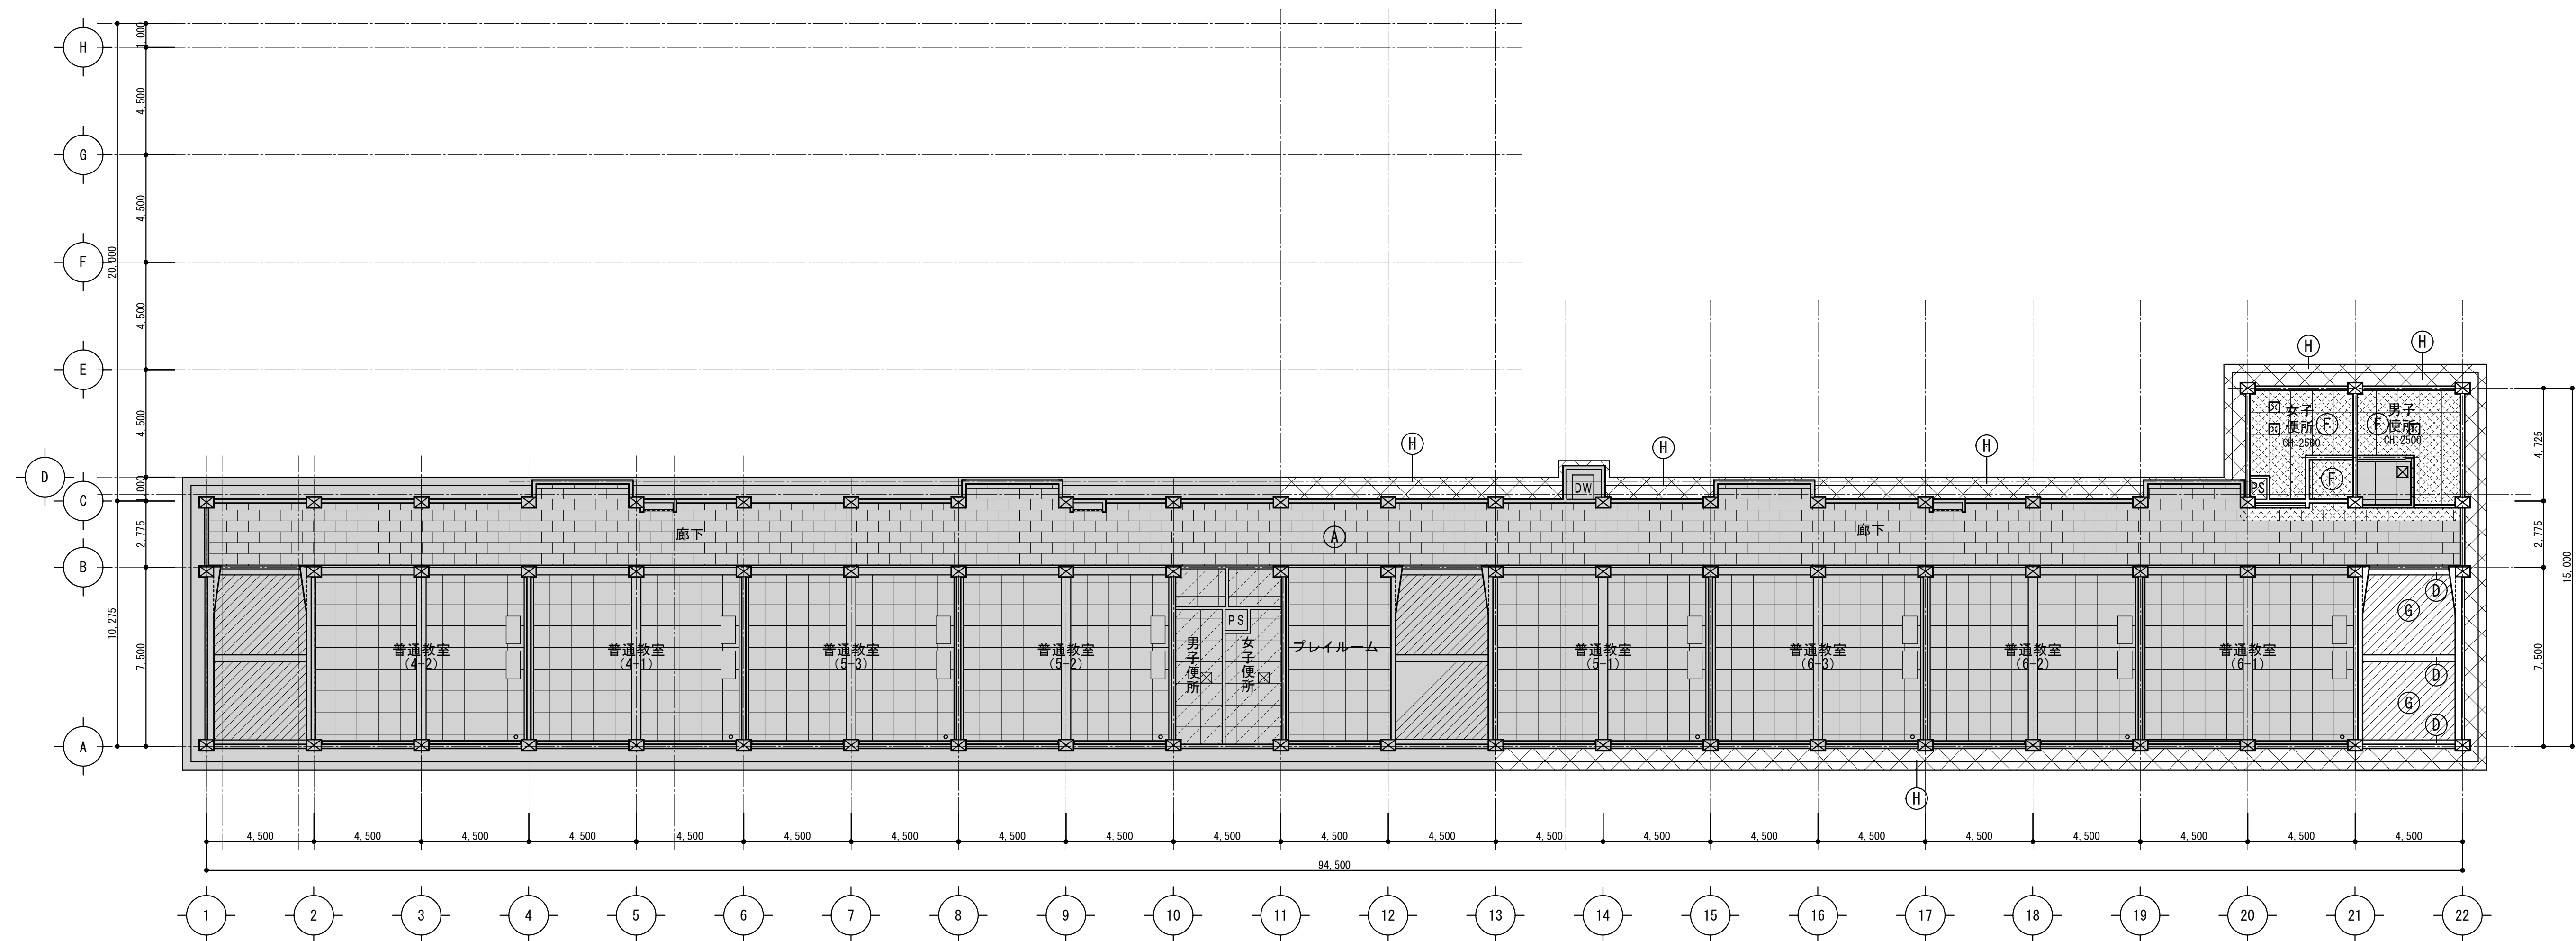 H
1,000
4,500
G
4,500
F
20,000
4,500
E
4,500
D
1,000
C
2,775
B
10,275
7,500
A
H
H
H
H
H
女子
便所
CH:2500
F
F
男子
便所
CH:2500
F
PS
DW
4,725
2,775
15,000
7,500
廊下
A
廊下
普通教室
(4-2)
普通教室
(4-1)
普通教室
(5-3)
普通教室
(5-2)
男子便所
PS
女子便所
プレイルーム
普通教室
(5-1)
普通教室
(6-3)
普通教室
(6-2)
普通教室
(6-1)
D
G
D
G
D
H
4,500 4,500 4,500 4,500 4,500 4,500 4,500 4,500 4,500 4,500 4,500 4,500 4,500 4,500 4,500 4,500 4,500 4,500 4,500 4,500 4,500
94,500
1 2 3 4 5 6 7 8 9 10 11 12 13 14 15 16 17 18 19 20 21 22